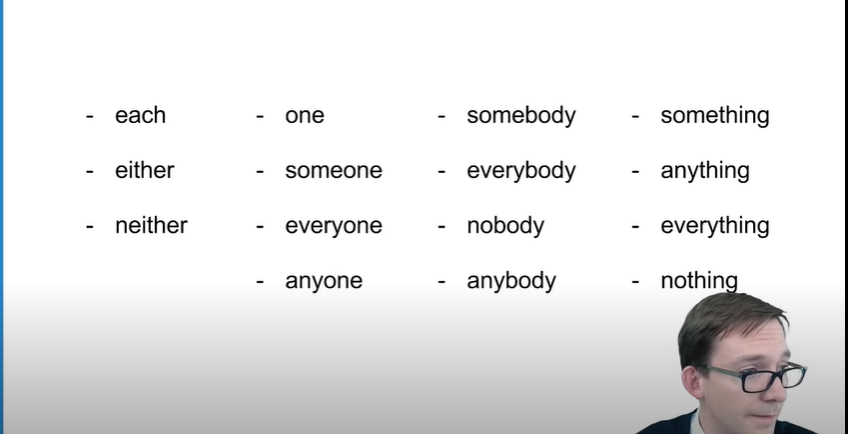 - each
- either
- neither
- one
- someone
- everyone
- anyone
- somebody
- everybody
- nobody
- anybody
- something
- anything
- everything
- nothing